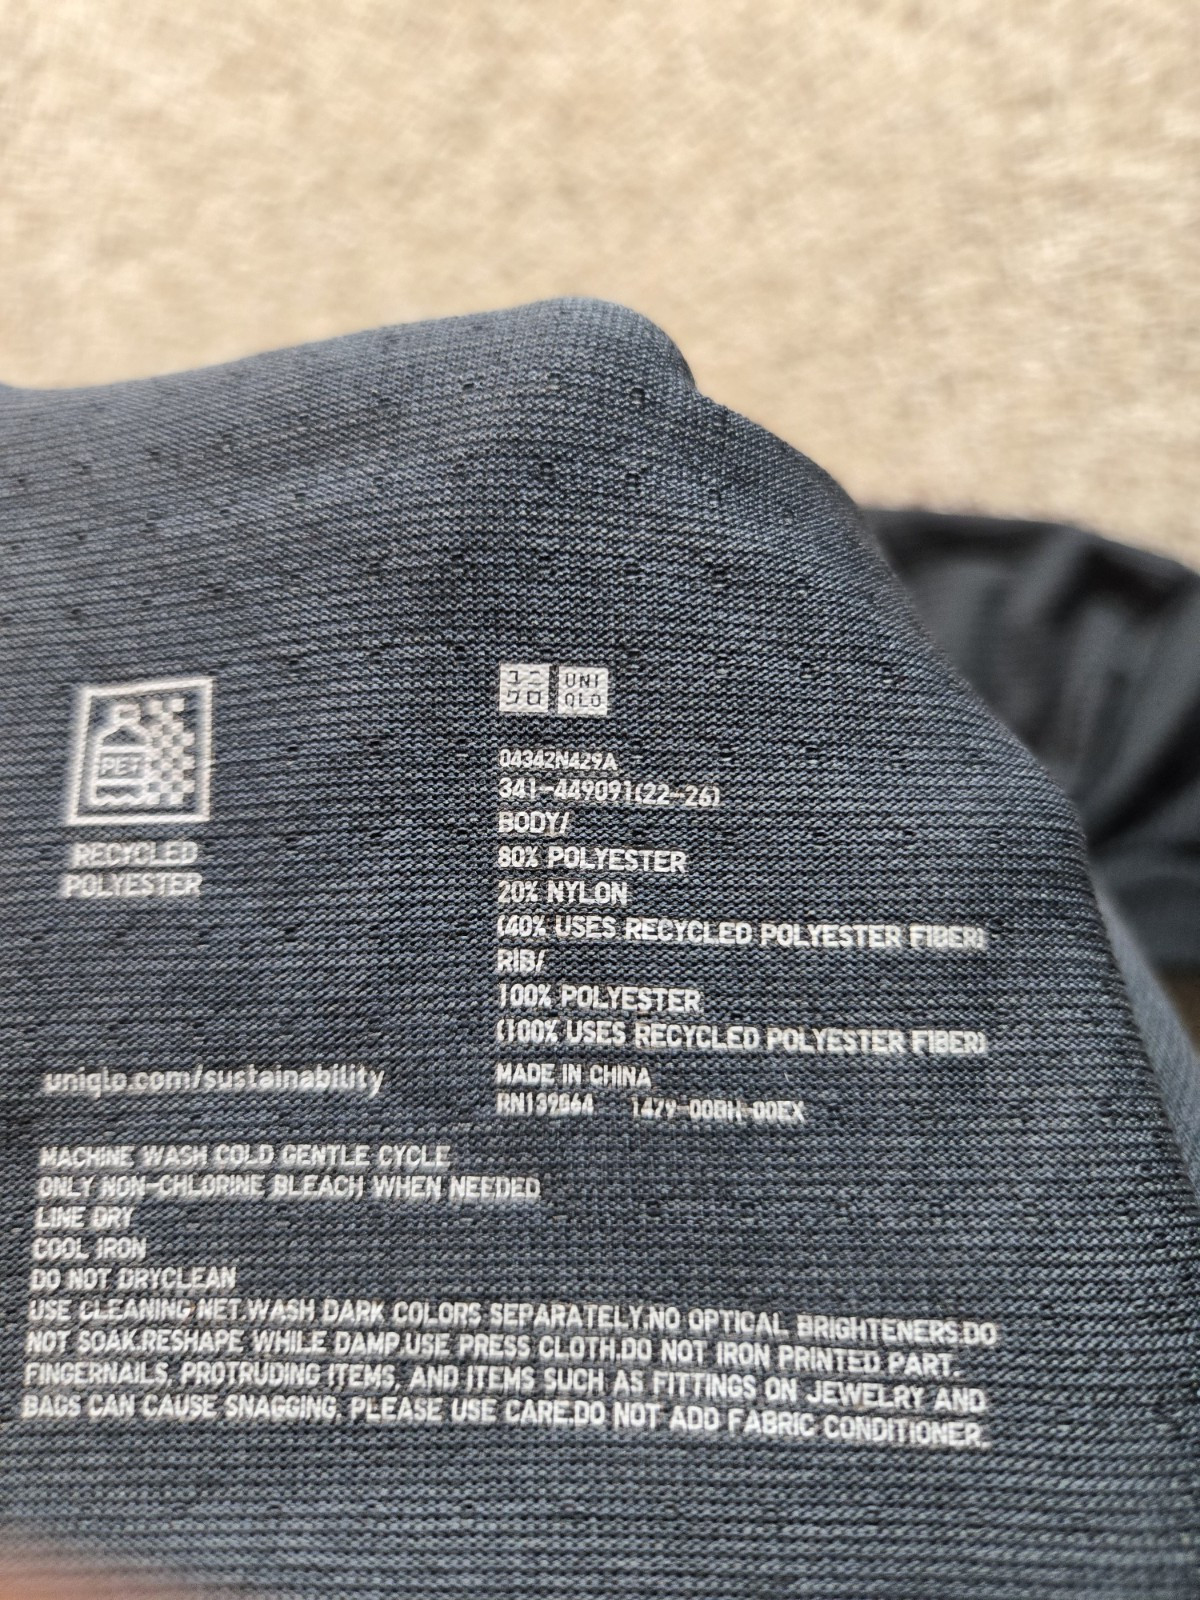 PET
RECYCLED
POLYESTER
uniqlo.com/sustainability
ユニ
クロ
UNI
QLO
04342N429A
341-449091(22-26)
BODY/
80% POLYESTER
20% NYLON
(40% USES RECYCLED POLYESTER FIBER)
RIB/
100% POLYESTER
(100% USES RECYCLED POLYESTER FIBER)
MADE IN CHINA
1479-00BH-00EX
MACHINE WASH COLD GENTLE CYCLE
ONLY NON-CHLORINE BLEACH WHEN NEEDED
LINE DRY
COOL IRON
DO NOT DRYCLEAN
USE CLEANING NET.WASH DARK COLORS SEPARATELY.NO OPTICAL BRIGHTENERS.DO
NOT SOAK.RESHAPE WHILE DAMP.USE PRESS CLOTH.DO NOT IRON PRINTED PART.
FINGERNAILS, PROTRUDING ITEMS, AND ITEMS SUCH AS FITTINGS ON JEWELRY AND
BAGS CAN CAUSE SNAGGING. PLEASE USE CARE.DO NOT ADD FABRIC CONDITIONER.